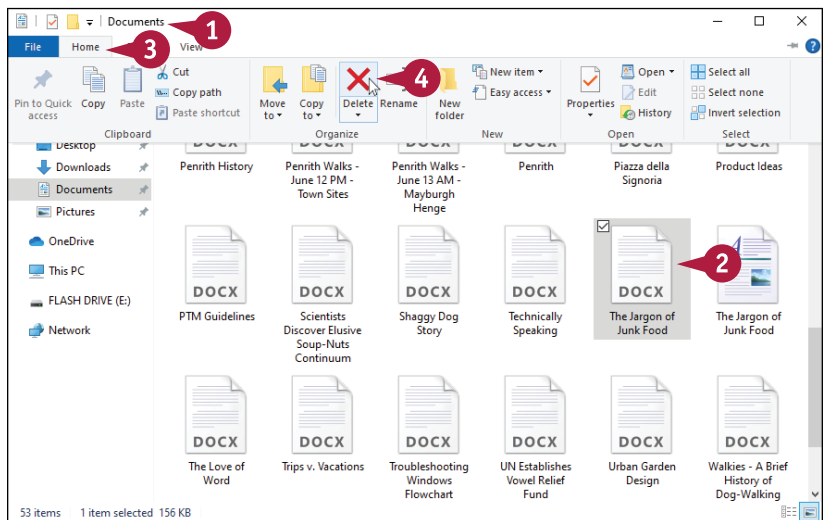 Documents
1
File Home View
3
Pin to Quick access
Copy
Paste
Cut
Copy path
Paste shortcut
Clipboard
Move to
Copy to
Delete
Rename
4
Organize
New folder
New item
Easy access
New
Properties
Open
Edit
History
Open
Select all
Select none
Invert selection
Select
Desktop
Downloads
Documents
Pictures
OneDrive
This PC
FLASH DRIVE (E:)
Network
DOCX DOCX DOCX DOCX DOCX DOCX
Penrith History
Penrith Walks -
June 12 PM -
Town Sites
Penrith Walks -
June 13 AM -
Mayburgh
Henge
Penrith
Piazza della
Signoria
Product Ideas
DOCX DOCX DOCX DOCX DOCX
2
PTM Guidelines
Scientists
Discover Elusive
Soup-Nuts
Continuum
Shaggy Dog
Story
Technically
Speaking
The Jargon of
Junk Food
The Jargon of
Junk Food
DOCX DOCX DOCX DOCX DOCX DOCX
The Love of
Word
Trips v. Vacations
Troubleshooting
Windows
Flowchart
UN Establishes
Vowel Relief
Fund
Urban Garden
Design
Walkies - A Brief
History of
Dog-Walking
53 items 1 item selected 156 KB